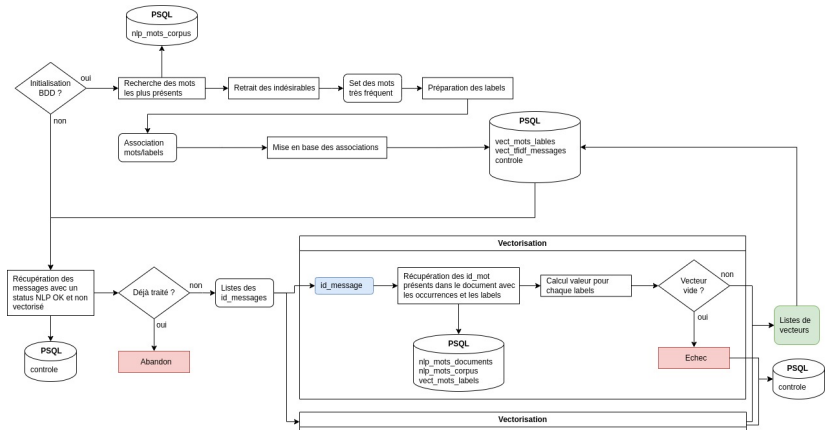 PSQL
nlp_mots_corpus
Initialisation
BDD ?
oui
non
Recherche des mots
les plus présents
Retrait des indésirables
Set des mots
très fréquent
Préparation des labels
Association
mots/labels
Mise en base des associations
PSQL
vect_mots_lables
vect_tfidf_messages
controle
Récupération des
messages avec un
status NLP OK et non
vectorisé
PSQL
controle
Déjà traité ?
non
oui
Abandon
Listes des
id_messages
Vectorisation
id_message
Récupération des id_mot
présents dans le document avec
les occurrences et les labels
PSQL
nlp_mots_documents
nlp_mots_corpus
vect_mots_labels
Calcul valeur pour
chaque labels
Vecteur
vide ?
non
oui
Echec
Listes de
vecteurs
PSQL
controle
Vectorisation